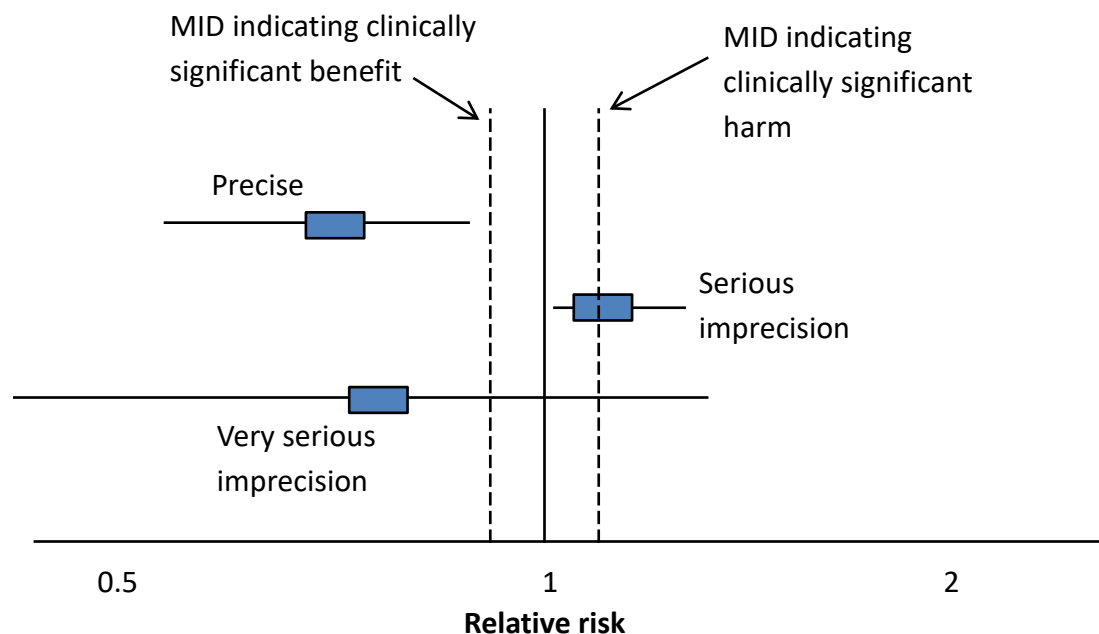 MID indicating clinically
significant benefit
MID indicating
clinically significant
harm
Precise
Serious
imprecision
Very serious
imprecision
0.5
1
2
Relative risk